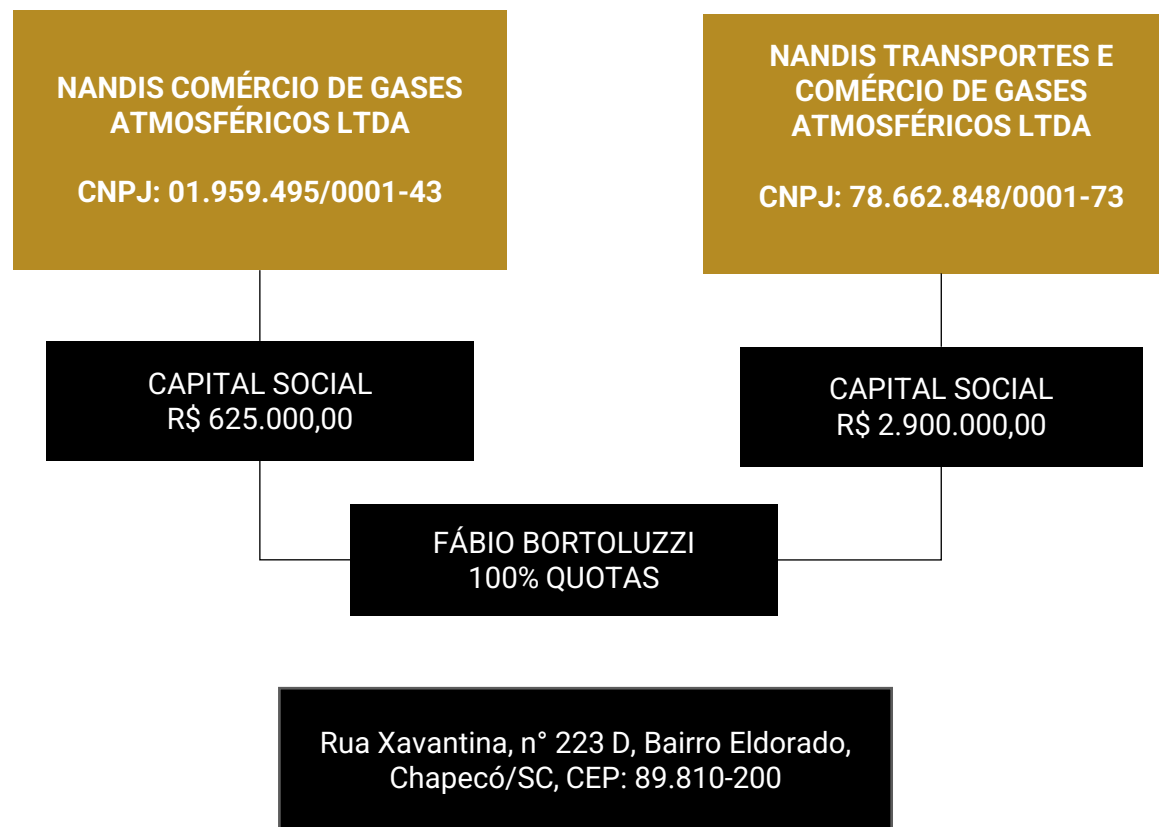 NANDIS COMÉRCIO DE GASES
ATMOSFÉRICOS LTDA
CNPJ: 01.959.495/0001-43
NANDIS TRANSPORTES E
COMÉRCIO DE GASES
ATMOSFÉRICOS LTDA
CNPJ: 78.662.848/0001-73
CAPITAL SOCIAL
R$ 625.000,00
CAPITAL SOCIAL
R$ 2.900.000,00
FÁBIO BORTOLUZZI
100% QUOTAS
Rua Xavantina, n° 223 D, Bairro Eldorado,
Chapecó/SC, CEP: 89.810-200